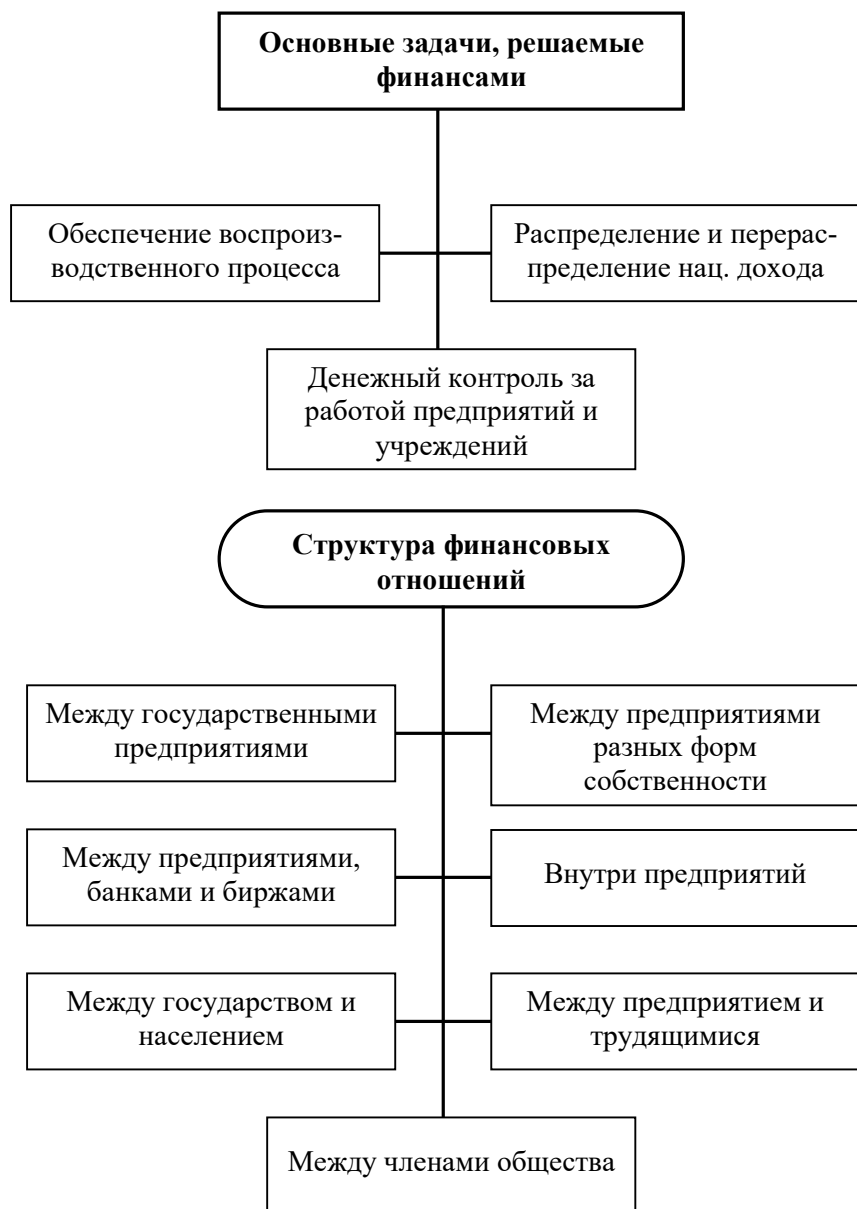 Основные задачи, решаемые
финансами
Обеспечение воспроиз-
водственного процесса
Распределение и перерас-
пределение нац. дохода
Денежный контроль за
работой предприятий и
учреждений
Структура финансовых
отношений
Между государственными
предприятиями
Между предприятиями
разных форм
собственности
Между предприятиями,
банками и биржами
Внутри предприятий
Между государством и
населением
Между предприятием и
трудящимися
Между членами общества